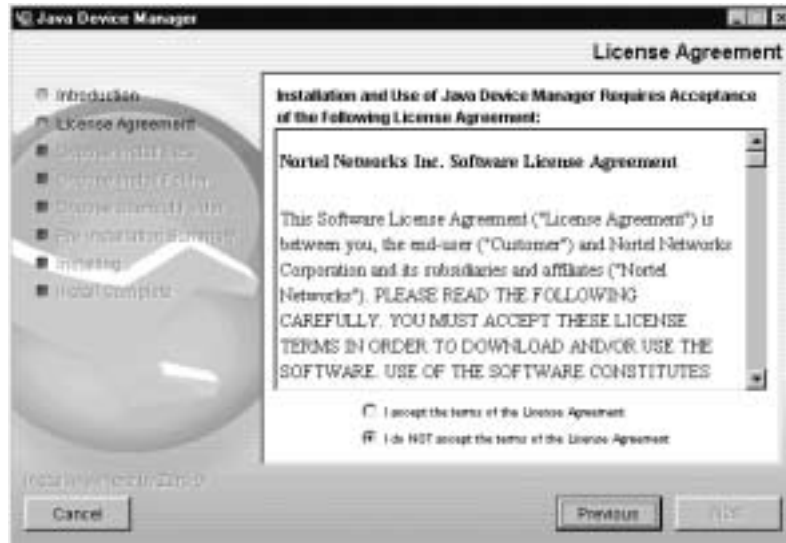 Java Device Manager
License Agreement
Introduction
License Agreement
Installing...
Install Complete
Installation and Use of Java Device Manager Requires Acceptance
of the Following License Agreement:
Nortel Networks Inc. Software License Agreement
This Software License Agreement ("License Agreement") is
between you, the end-user ("Customer") and Nortel Networks
Corporation and its subsidiaries and affiliates ("Nortel
Networks"). PLEASE READ THE FOLLOWING
CAREFULLY. YOU MUST ACCEPT THESE LICENSE
TERMS IN ORDER TO DOWNLOAD AND/OR USE THE
SOFTWARE. USE OF THE SOFTWARE CONSTITUTES
I accept the terms of the License Agreement
I do NOT accept the terms of the License Agreement
Cancel
Previous